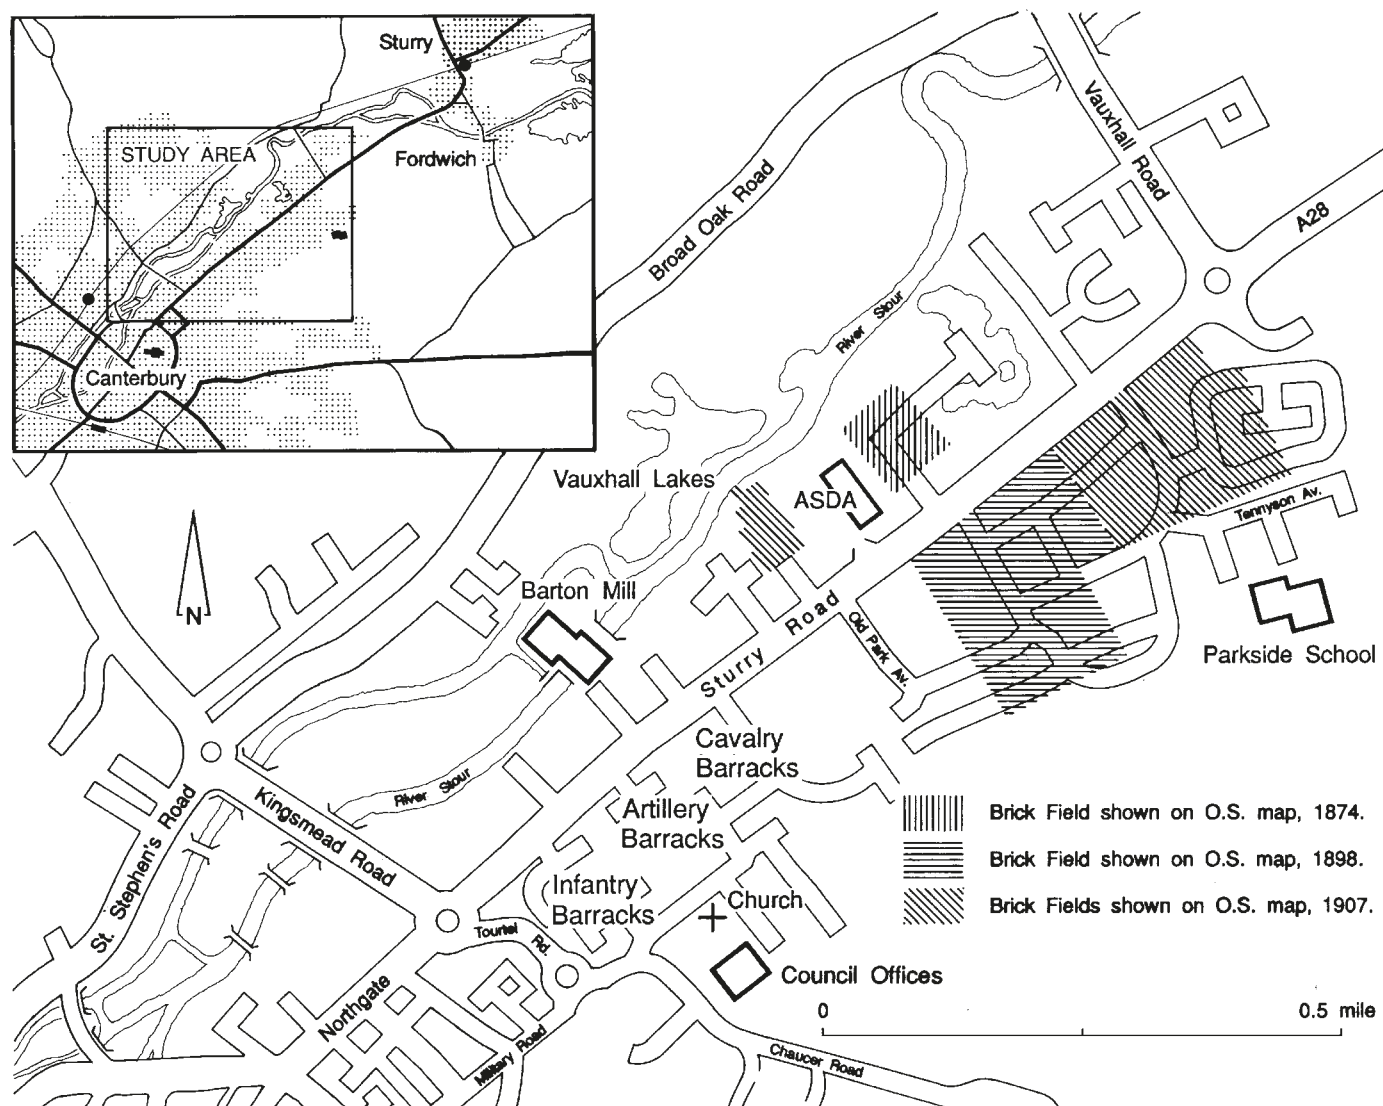 Sturry
STUDY AREA
Fordwich
Canterbury
Vauxhall Road
A28
Broad Oak Road
River Stour
Vauxhall Lakes
ASDA
Tennyson Av.
N
Barton Mill
Sturry Road
Old Park Av.
Parkside School
Cavalry
Barracks
Kingsmead Road
River Stour
St. Stephen's Road
Artillery
Barracks
Brick Field shown on O.S. map, 1874.
Brick Field shown on O.S. map, 1898.
Brick Fields shown on O.S. map, 1907.
Infantry
Barracks
Church
Tourtel Rd.
Council Offices
Northgate
Military Road
0 0.5 mile
Chaucer Road